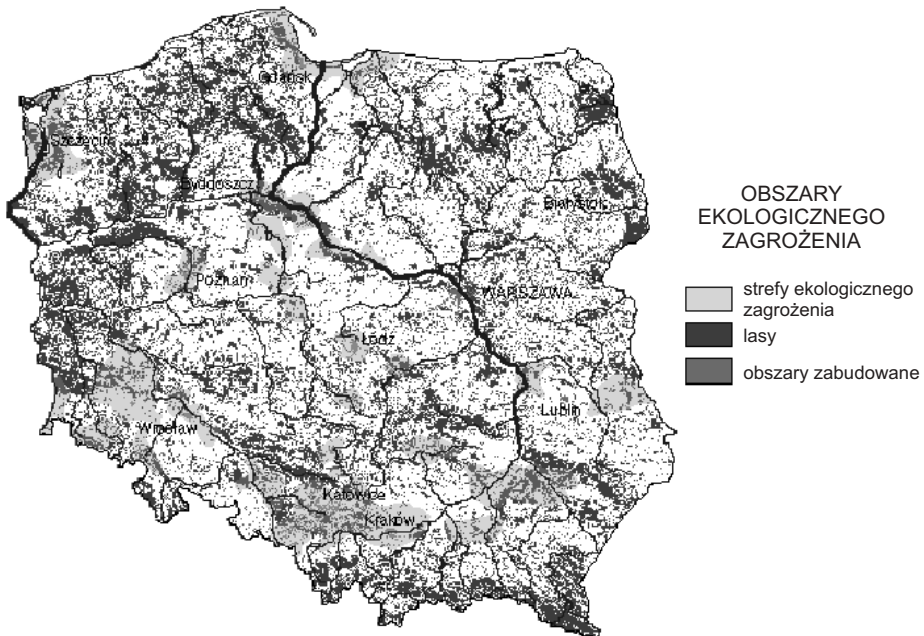 Gdańsk
Szczecin
Bydgoszcz
Białystok
Poznań
WARSZAWA
Łódź
Lublin
Wrocław
Katowice
Kraków
OBSZARY
EKOLOGICZNEGO
ZAGROŻENIA
strefy ekologicznego
zagrożenia
lasy
obszary zabudowane